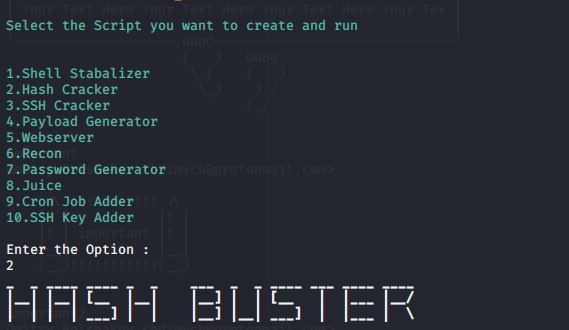 Your Text Here Your Text Here Your Text Here Your Tex
Select the Script you want to create and run
1.Shell Stabalizer
2.Hash Cracker
3.SSH Cracker
4.Payload Generator
5.Webserver
6.Recon
7.Password Generator
8.Juice
9.Cron Job Adder
10.SSH Key Adder
important
Enter the Option :
2
HASH BUSTER